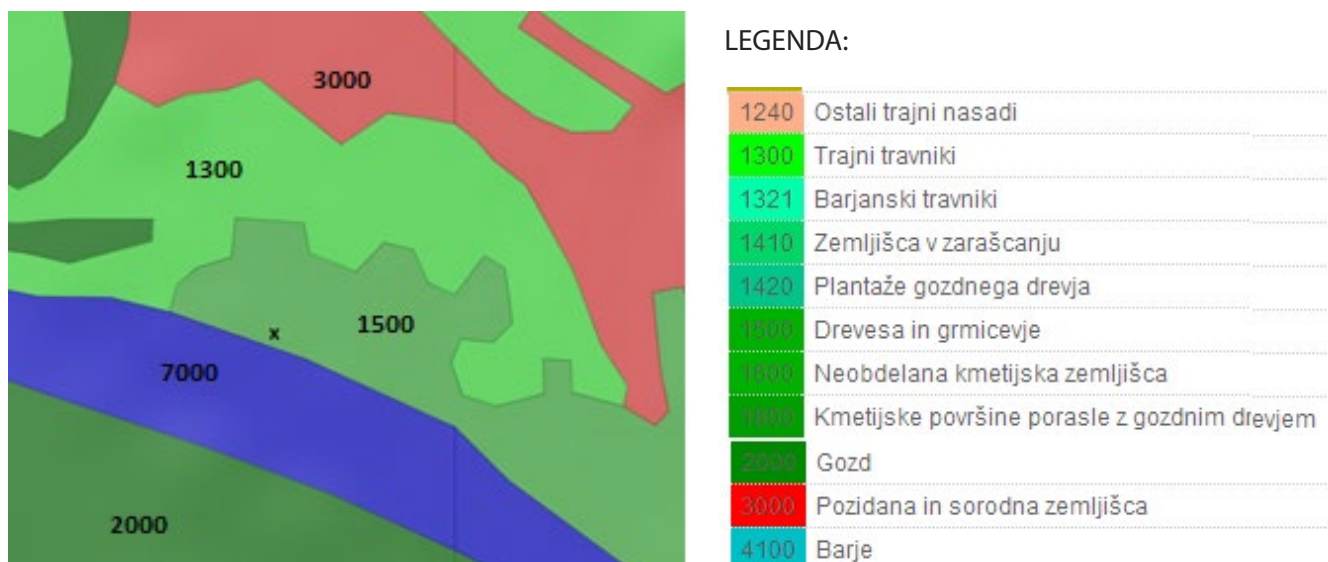 3000
1300
x
1500
7000
2000
LEGENDA:
1240 Ostali trajni nasadi
1300 Trajni travniki
1321 Barjanski travniki
1410 Zemljišca v zarašcanju
1420 Plantaže gozdnega drevja
1500 Drevesa in grmicevje
1600 Neobdelana kmetijska zemljišca
1800 Kmetijske površine porasle z gozdnim drevjem
2000 Gozd
3000 Pozidana in sorodna zemljišca
4100 Barje